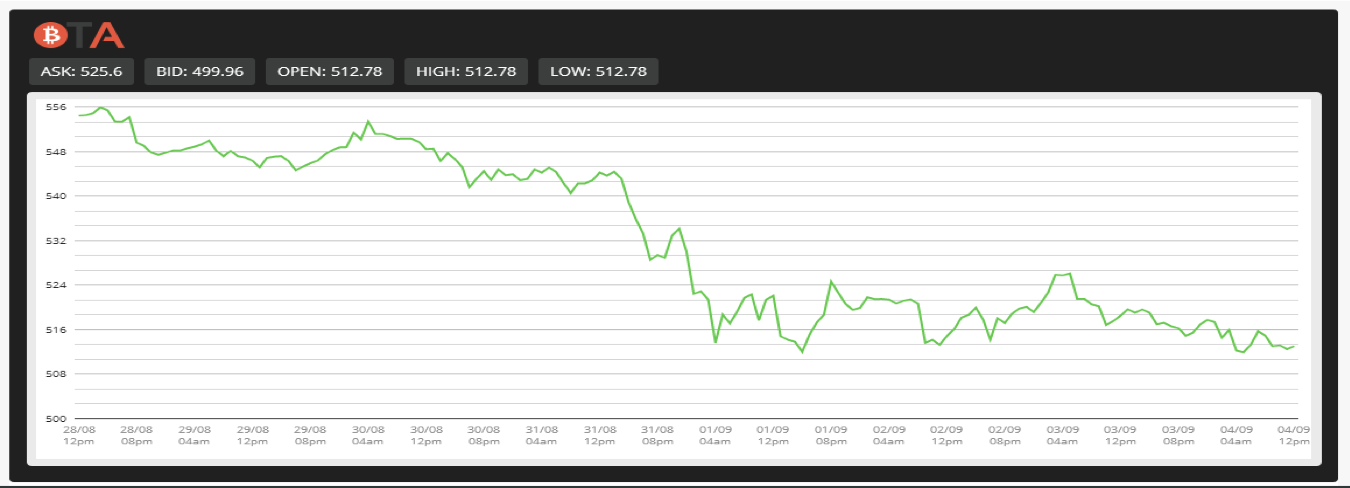 BTA
ASK: 525.6 BID: 499.96 OPEN: 512.78 HIGH: 512.78 LOW: 512.78
556
548
540
532
524
516
508
500
28/08 28/08 29/08 29/08 29/08 30/08 30/08 30/08 31/08 31/08 31/08 01/09 01/09 01/09 02/09 02/09 02/09 03/09 03/09 03/09 04/09 04/09
12pm 08pm 04am 12pm 08pm 04am 12pm 08pm 04am 12pm 08pm 04am 12pm 08pm 04am 12pm 08pm 04am 12pm 08pm 04am 12pm